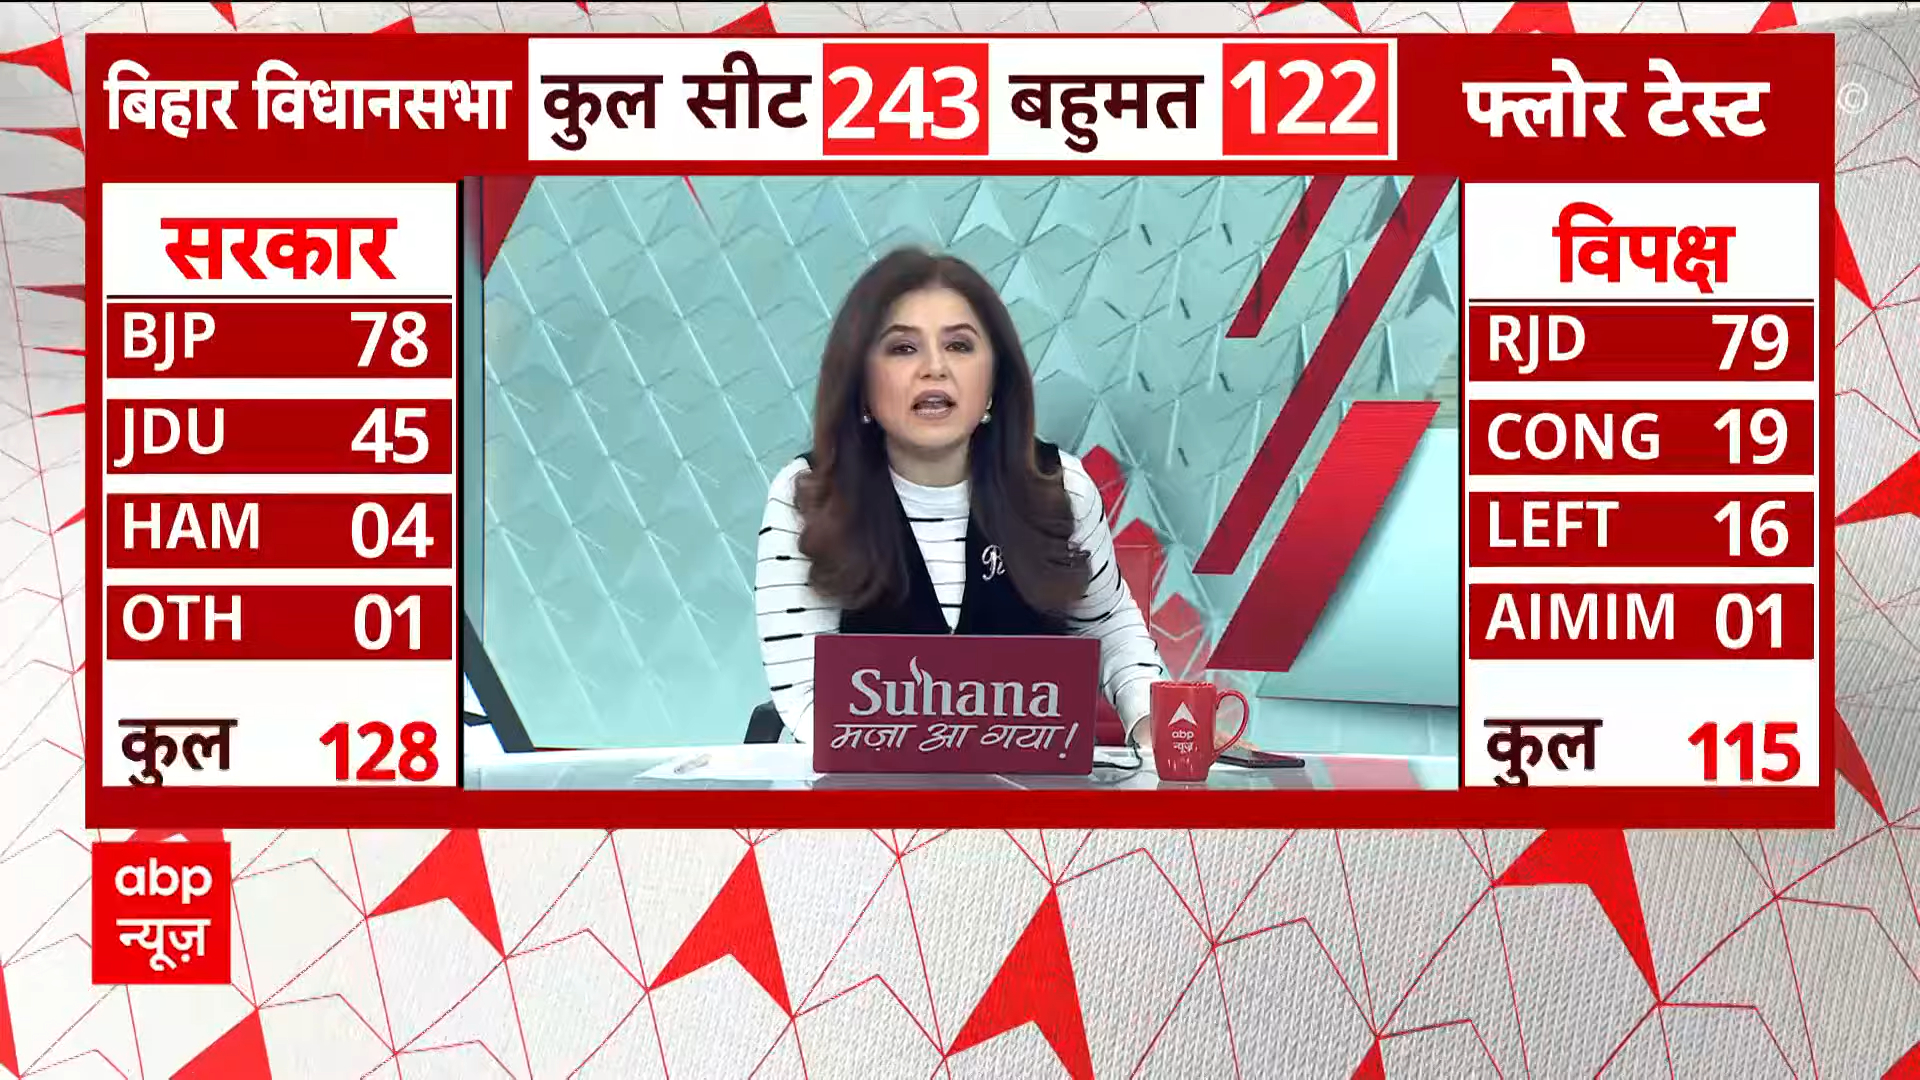 बिहार विधानसभा कुल सीट 243 बहुमत 122 फ्लोर टेस्ट
©
सरकार
BJP 78
JDU 45
HAM 04
OTH 01
कुल 128
विपक्ष
RJD 79
CONG 19
LEFT 16
AIMIM 01
कुल 115
Suhana
मज़ा आ गया!
abp
न्यूज़
abp
न्यूज़